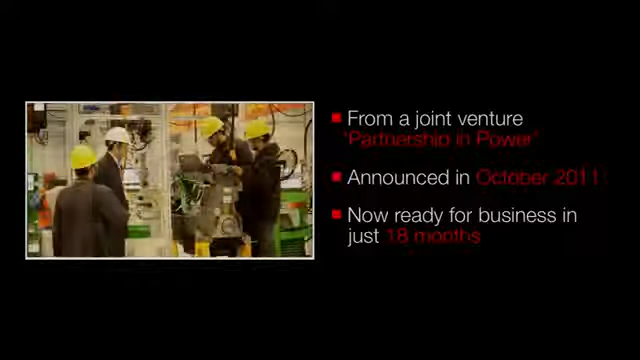 From a joint venture
"Partnership in Power"
Announced in October 2011
Now ready for business in
just 18 months